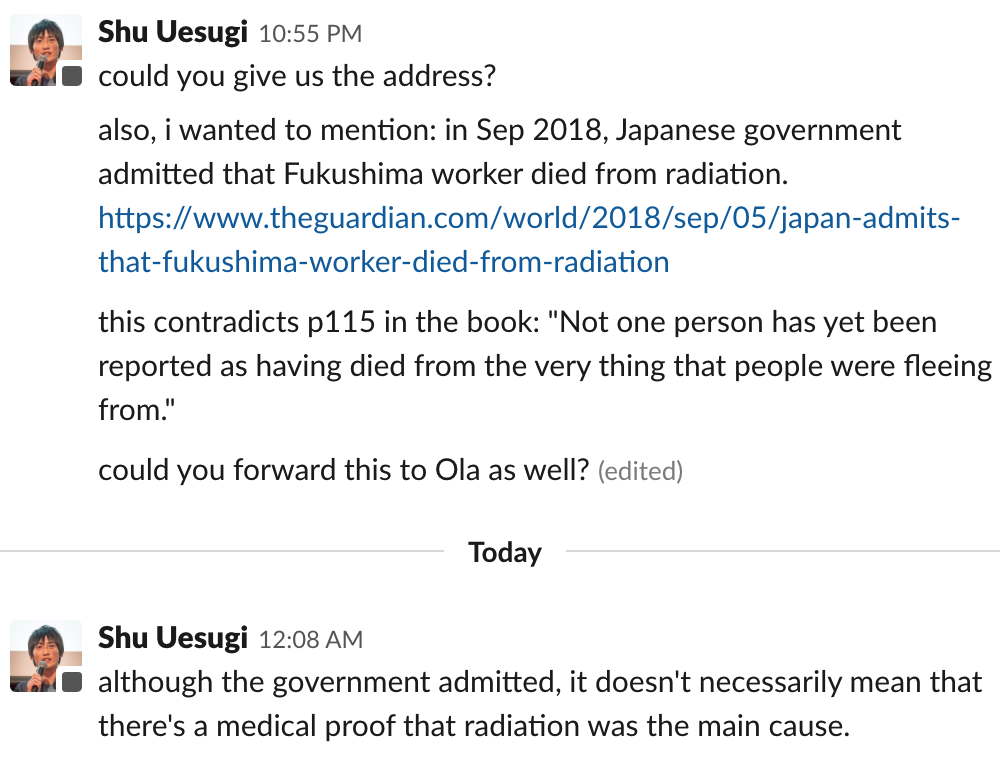 Shu Uesugi 10:55 PM
could you give us the address?
also, i wanted to mention: in Sep 2018, Japanese government
admitted that Fukushima worker died from radiation.
https://www.theguardian.com/world/2018/sep/05/japan-admits-
that-fukushima-worker-died-from-radiation
this contradicts p115 in the book: "Not one person has yet been
reported as having died from the very thing that people were fleeing
from."
could you forward this to Ola as well? (edited)
Today
Shu Uesugi 12:08 AM
although the government admitted, it doesn't necessarily mean that
there's a medical proof that radiation was the main cause.